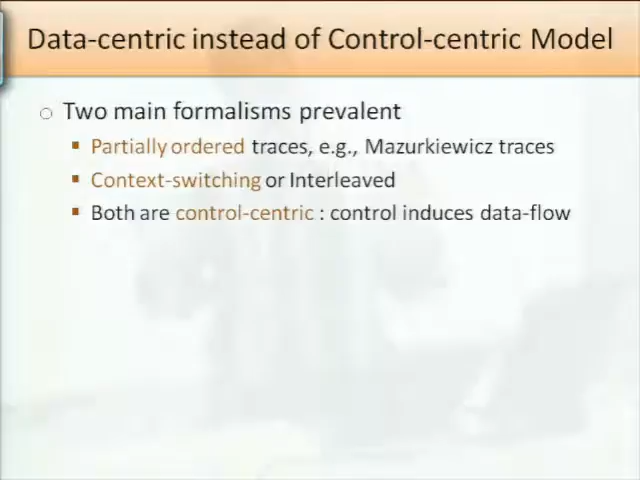 Data-centric instead of Control-centric Model
Two main formalisms prevalent
Partially ordered traces, e.g., Mazurkiewicz traces
Context-switching or Interleaved
Both are control-centric : control induces data-flow